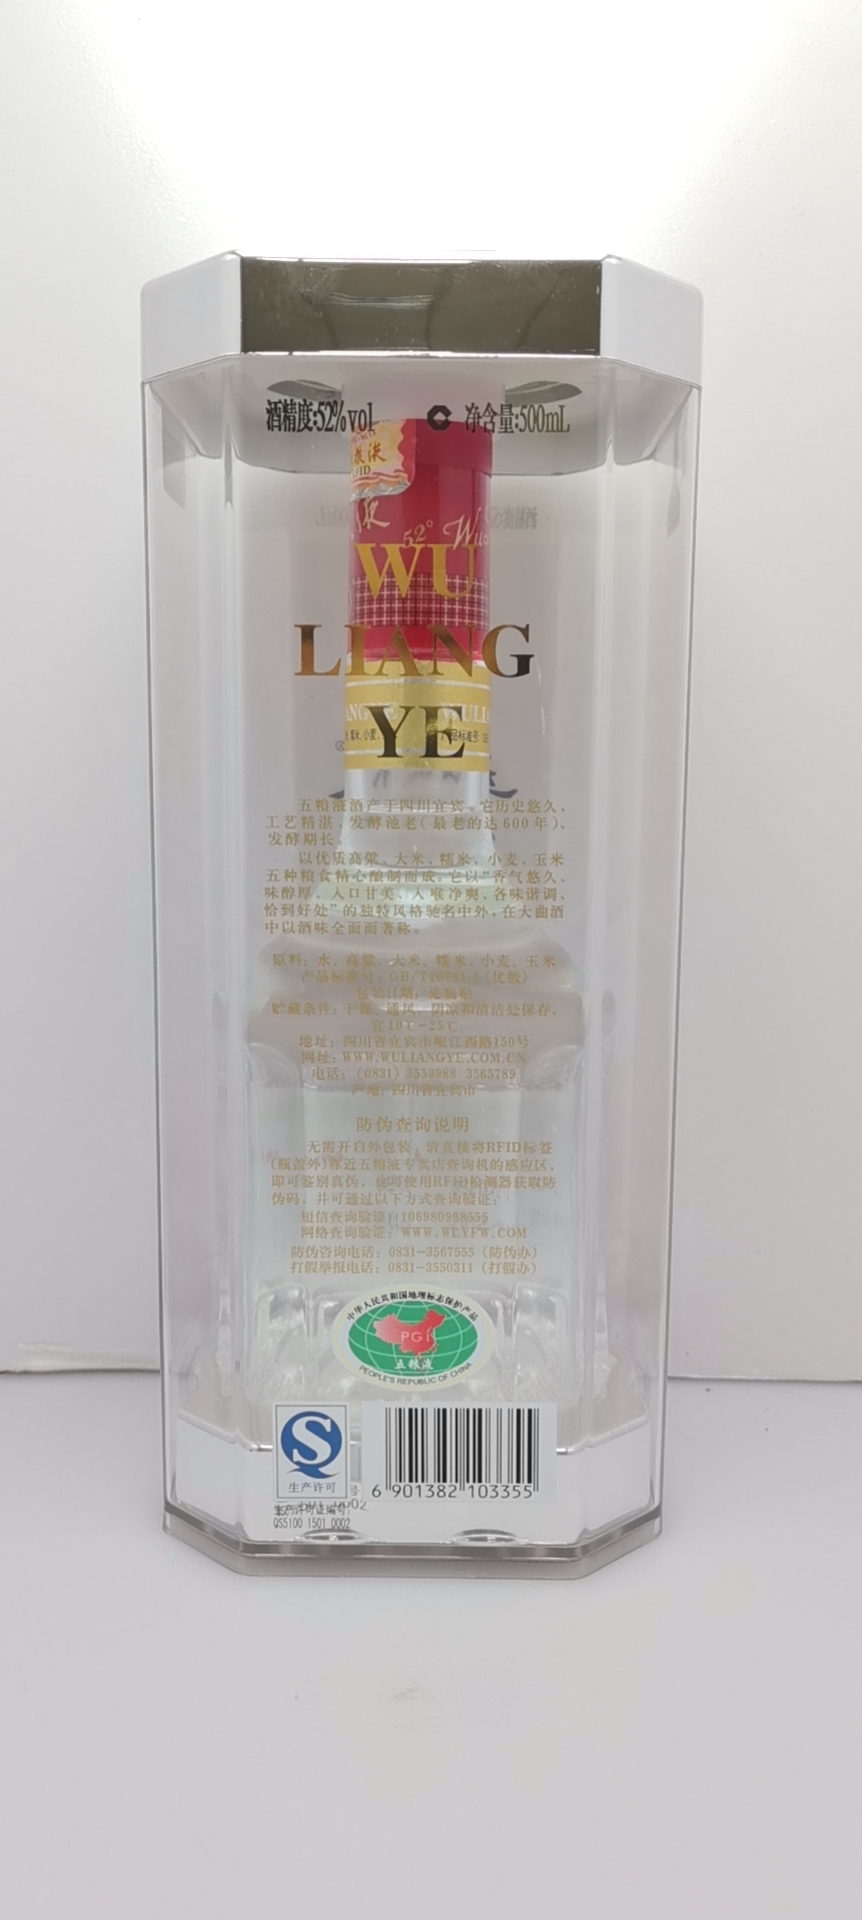 酒精度:52%vol
净含量:500mL
52° Wu
WU
LIANG
YE
五粮液酒产于四川宜宾。它历史悠久、
工艺精湛、发酵池老(最老的达600年)、
发酵期长。
以优质高粱、大米、糯米、小麦、玉米
五种粮食精心酿制而成。它以“香气悠久、
味醇厚、入口甘美、入喉净爽、各味谐调、
恰到好处”的独特风格驰名中外。在大曲酒
中以酒味全面而著称。
原料：水、高粱、大米、糯米、小麦、玉米
产品标准号：GB/T10781.1(优级)
包装日期：见瓶贴
贮藏条件：干燥、通风、阴凉和清洁处保存,
宜10℃-25℃
地址：四川省宜宾市岷江西路150号
网址：WWW.WULIANGYE.COM.CN
电话：(0831) 3553988 3565789
产地：四川省宜宾市
防伪查询说明
无需开启外包装，请直接将RFID标签
(瓶盖外)靠近五粮液专卖店查询机的感应区，
即可鉴别真伪，也可使用RFID检测器获取防
伪码，并可通过以下方式查询验证：
短信查询验证：106980998555
网络查询验证：WWW.WLYFW.COM
防伪咨询电话：0831-3567555（防伪办）
打假举报电话：0831-3550311（打假办）
中华人民共和国地理标志保护产品
PGI
五粮液
PEOPLE'S REPUBLIC OF CHINA
生产许可
6 901382 103355
生产许可证编号:
QS5100 1501 0002